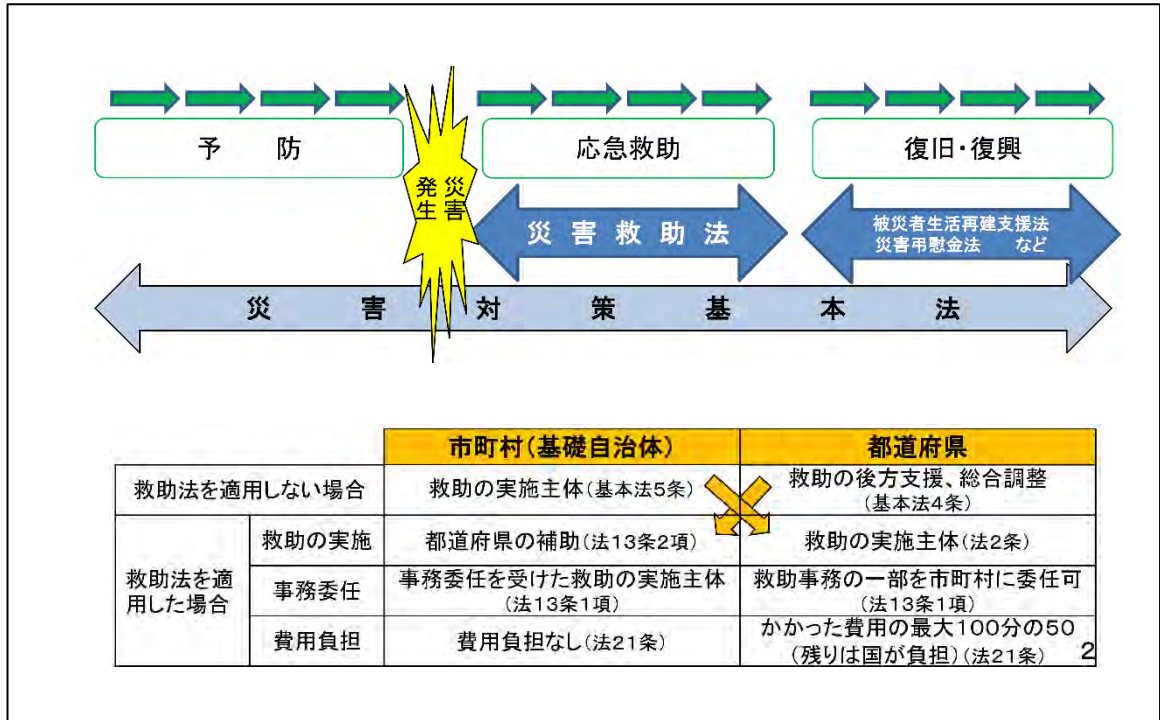 予　防
応急救助
復旧・復興
災害
発生
災害救助法
被災者生活再建支援法
災害弔慰金法　など
災害対策基本法
市町村(基礎自治体)
都道府県
救助法を適用しない場合
救助の実施主体(基本法5条)
救助の後方支援、総合調整
(基本法4条)
救助法を適
用した場合
救助の実施
都道府県の補助(法13条2項)
救助の実施主体(法2条)
事務委任
事務委任を受けた救助の実施主体
(法13条1項)
救助事務の一部を市町村に委任可
(法13条1項)
費用負担
費用負担なし(法21条)
かかった費用の最大100分の50
(残りは国が負担)(法21条)
2